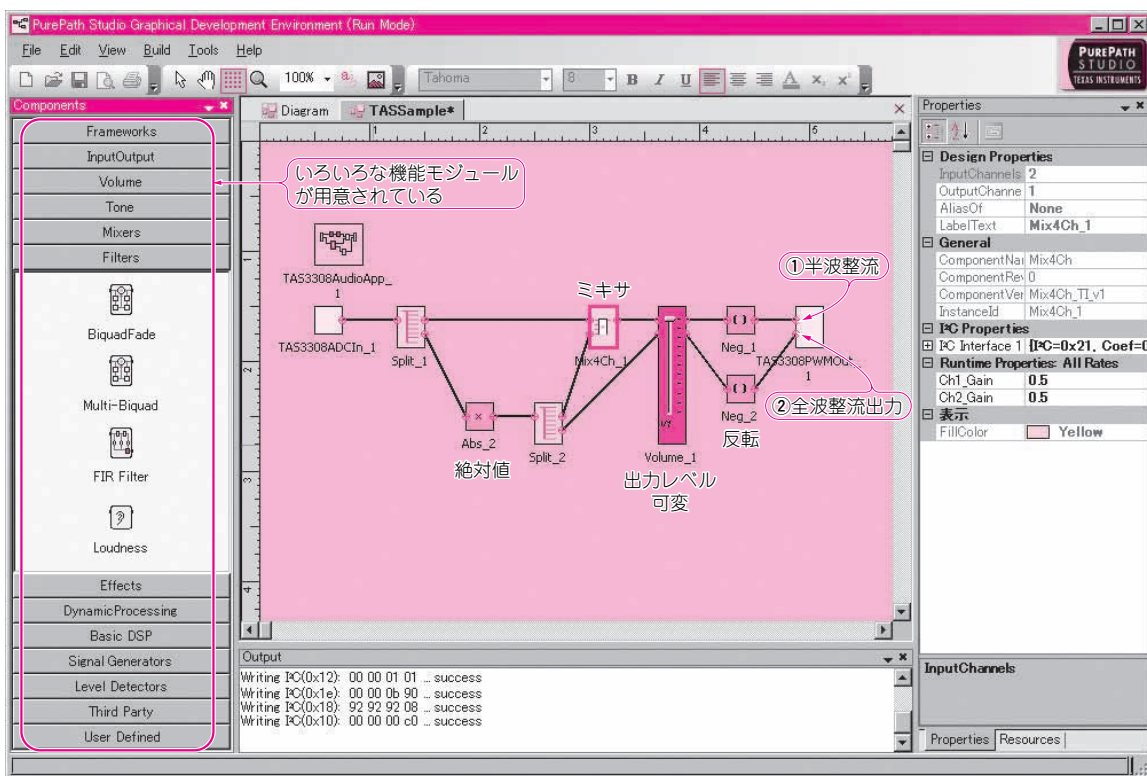 PurePath Studio Graphical Development Environment (Run Mode)
File Edit View Build Tools Help
100%
Tahoma
8
B I U
PUREPATH
STUDIO
TEXAS INSTRUMENTS
Components
Frameworks
InputOutput
Volume
Tone
Mixers
Filters
BiquadFade
Multi-Biquad
FIR Filter
Loudness
Effects
DynamicProcessing
Basic DSP
Signal Generators
Level Detectors
Third Party
User Defined
Diagram
TASSample*
1 2 3 4 5
2
3
4
いろいろな機能モジュール
が用意されている
TAS3308AudioApp_
1
TAS3308ADCIn_1
Split_1
Abs_2
絶対値
Split_2
ミキサ
Mix4Ch_1
Volume_1
出力レベル
可変
Neg_1
Neg_2
反転
TAS3308PWMOut_
1
①半波整流
②全波整流出力
Output
Writing I²C(0x12): 00 00 01 01 ... success
Writing I²C(0x1e): 00 00 0b 90 ... success
Writing I²C(0x18): 92 92 92 08 ... success
Writing I²C(0x10): 00 00 00 c0 ... success
Properties
Design Properties
InputChannels 2
OutputChanne 1
AliasOf None
LabelText Mix4Ch_1
General
ComponentNa Mix4Ch
ComponentRe 0
ComponentVer Mix4Ch_TI_v1
InstanceId Mix4Ch_1
I²C Properties
I²C Interface 1 {I²C=0x21, Coef=0
Runtime Properties: All Rates
Ch1_Gain 0.5
Ch2_Gain 0.5
表示
FillColor Yellow
InputChannels
Properties Resources